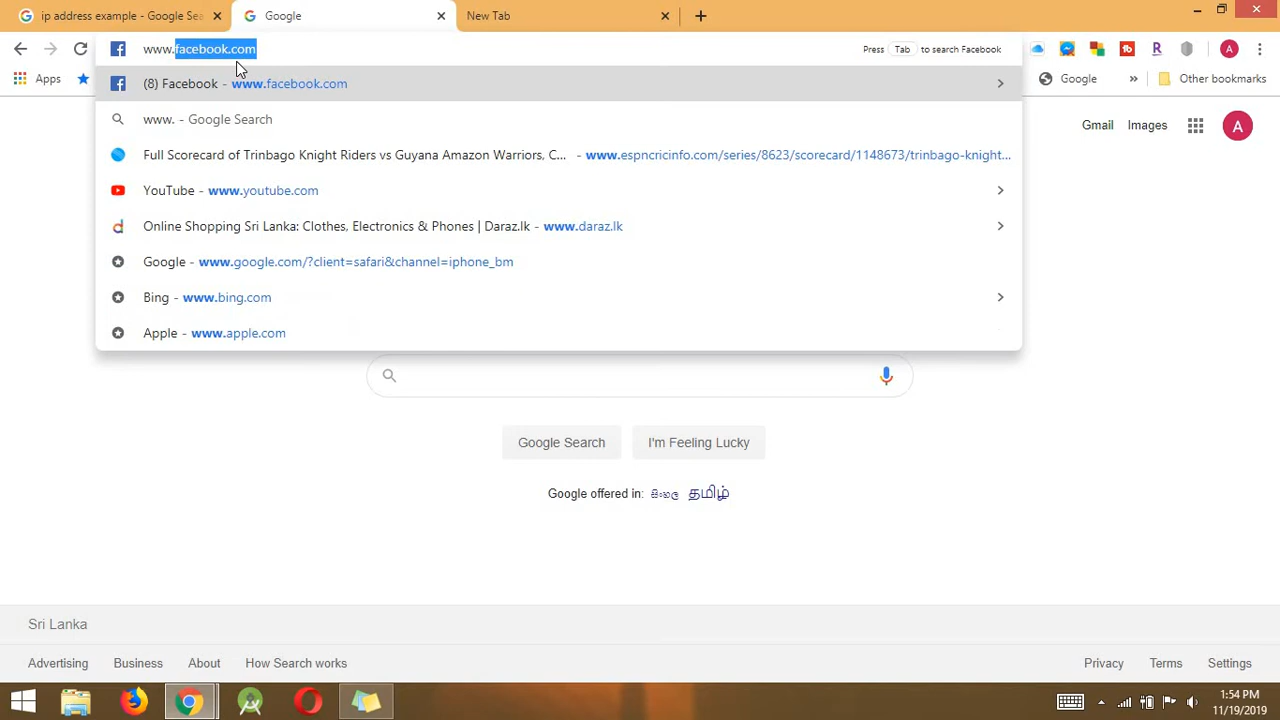 ip address example - Google Sea
Google
New Tab
www.facebook.com
Press Tab to search Facebook
A
Apps
Google
»
Other bookmarks
(8) Facebook - www.facebook.com
www. - Google Search
Full Scorecard of Trinbago Knight Riders vs Guyana Amazon Warriors, C... - www.espncricinfo.com/series/8623/scorecard/1148673/trinbago-knight...
YouTube - www.youtube.com
Online Shopping Sri Lanka: Clothes, Electronics & Phones | Daraz.lk - www.daraz.lk
Google - www.google.com/?client=safari&channel=iphone_bm
Bing - www.bing.com
Apple - www.apple.com
Gmail Images A
Google Search I'm Feeling Lucky
Google offered in: සිංහල தமிழ்
Sri Lanka
Advertising Business About How Search works Privacy Terms Settings
1:54 PM
11/19/2019